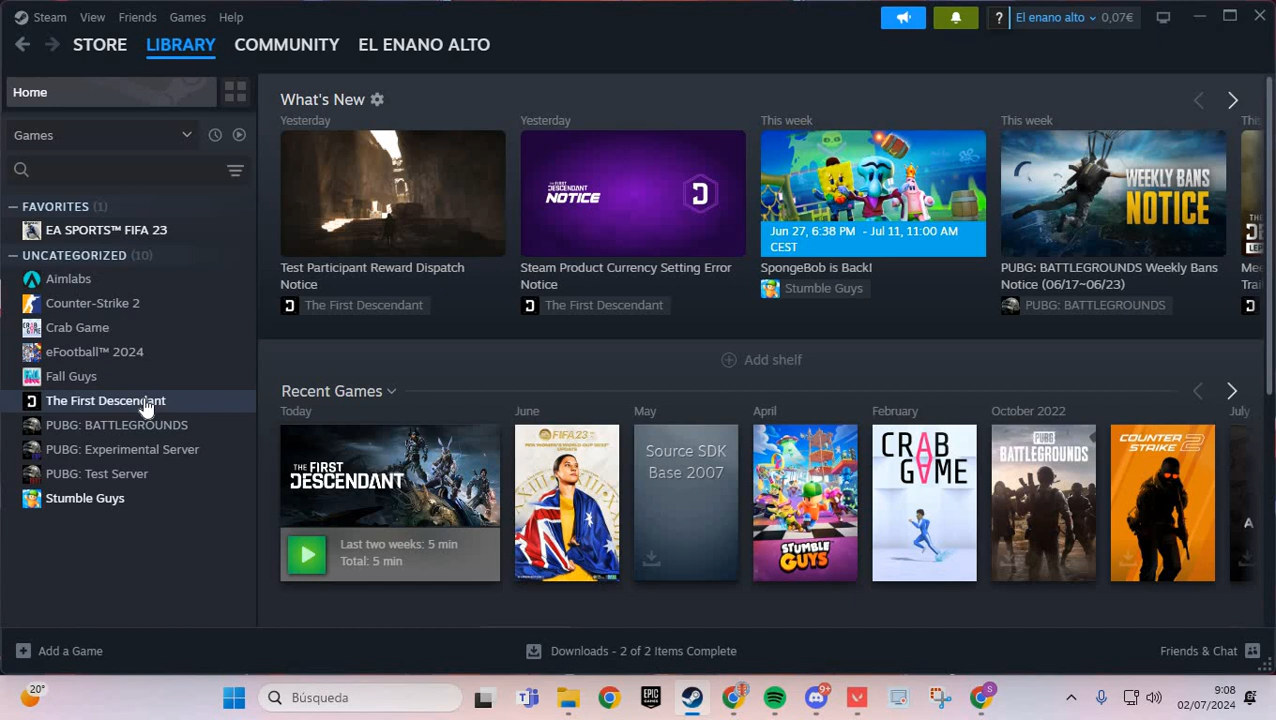 Steam View Friends Games Help
? El enano alto 0,07€
STORE LIBRARY COMMUNITY EL ENANO ALTO
Home
Games
FAVORITES (1)
EA SPORTS™ FIFA 23
UNCATEGORIZED (10)
Aimlabs
Counter-Strike 2
Crab Game
eFootball™ 2024
Fall Guys
The First Descendant
PUBG: BATTLEGROUNDS
PUBG: Experimental Server
PUBG: Test Server
Stumble Guys
What's New
Yesterday
Test Participant Reward Dispatch
Notice
The First Descendant
Yesterday
THE FIRST
DESCENDANT
NOTICE
Steam Product Currency Setting Error
Notice
The First Descendant
This week
Jun 27, 6:38 PM - Jul 11, 11:00 AM
CEST
SpongeBob is Back!
Stumble Guys
This week
WEEKLY BANS
NOTICE
PUBG: BATTLEGROUNDS Weekly Bans
Notice (06/17~06/23)
PUBG: BATTLEGROUNDS
Add shelf
Recent Games
Today
THE FIRST
DESCENDANT
Last two weeks: 5 min
Total: 5 min
June
FIFA 23
May
Source SDK
Base 2007
April
STUMBLE
GUYS
February
CRAB
GAME
October 2022
PUBG
BATTLEGROUNDS
COUNTER
STRIKE 2
July
Add a Game
Downloads - 2 of 2 Items Complete
Friends & Chat
20°
Búsqueda
EPIC
GAMES
9+
S
9:08
02/07/2024